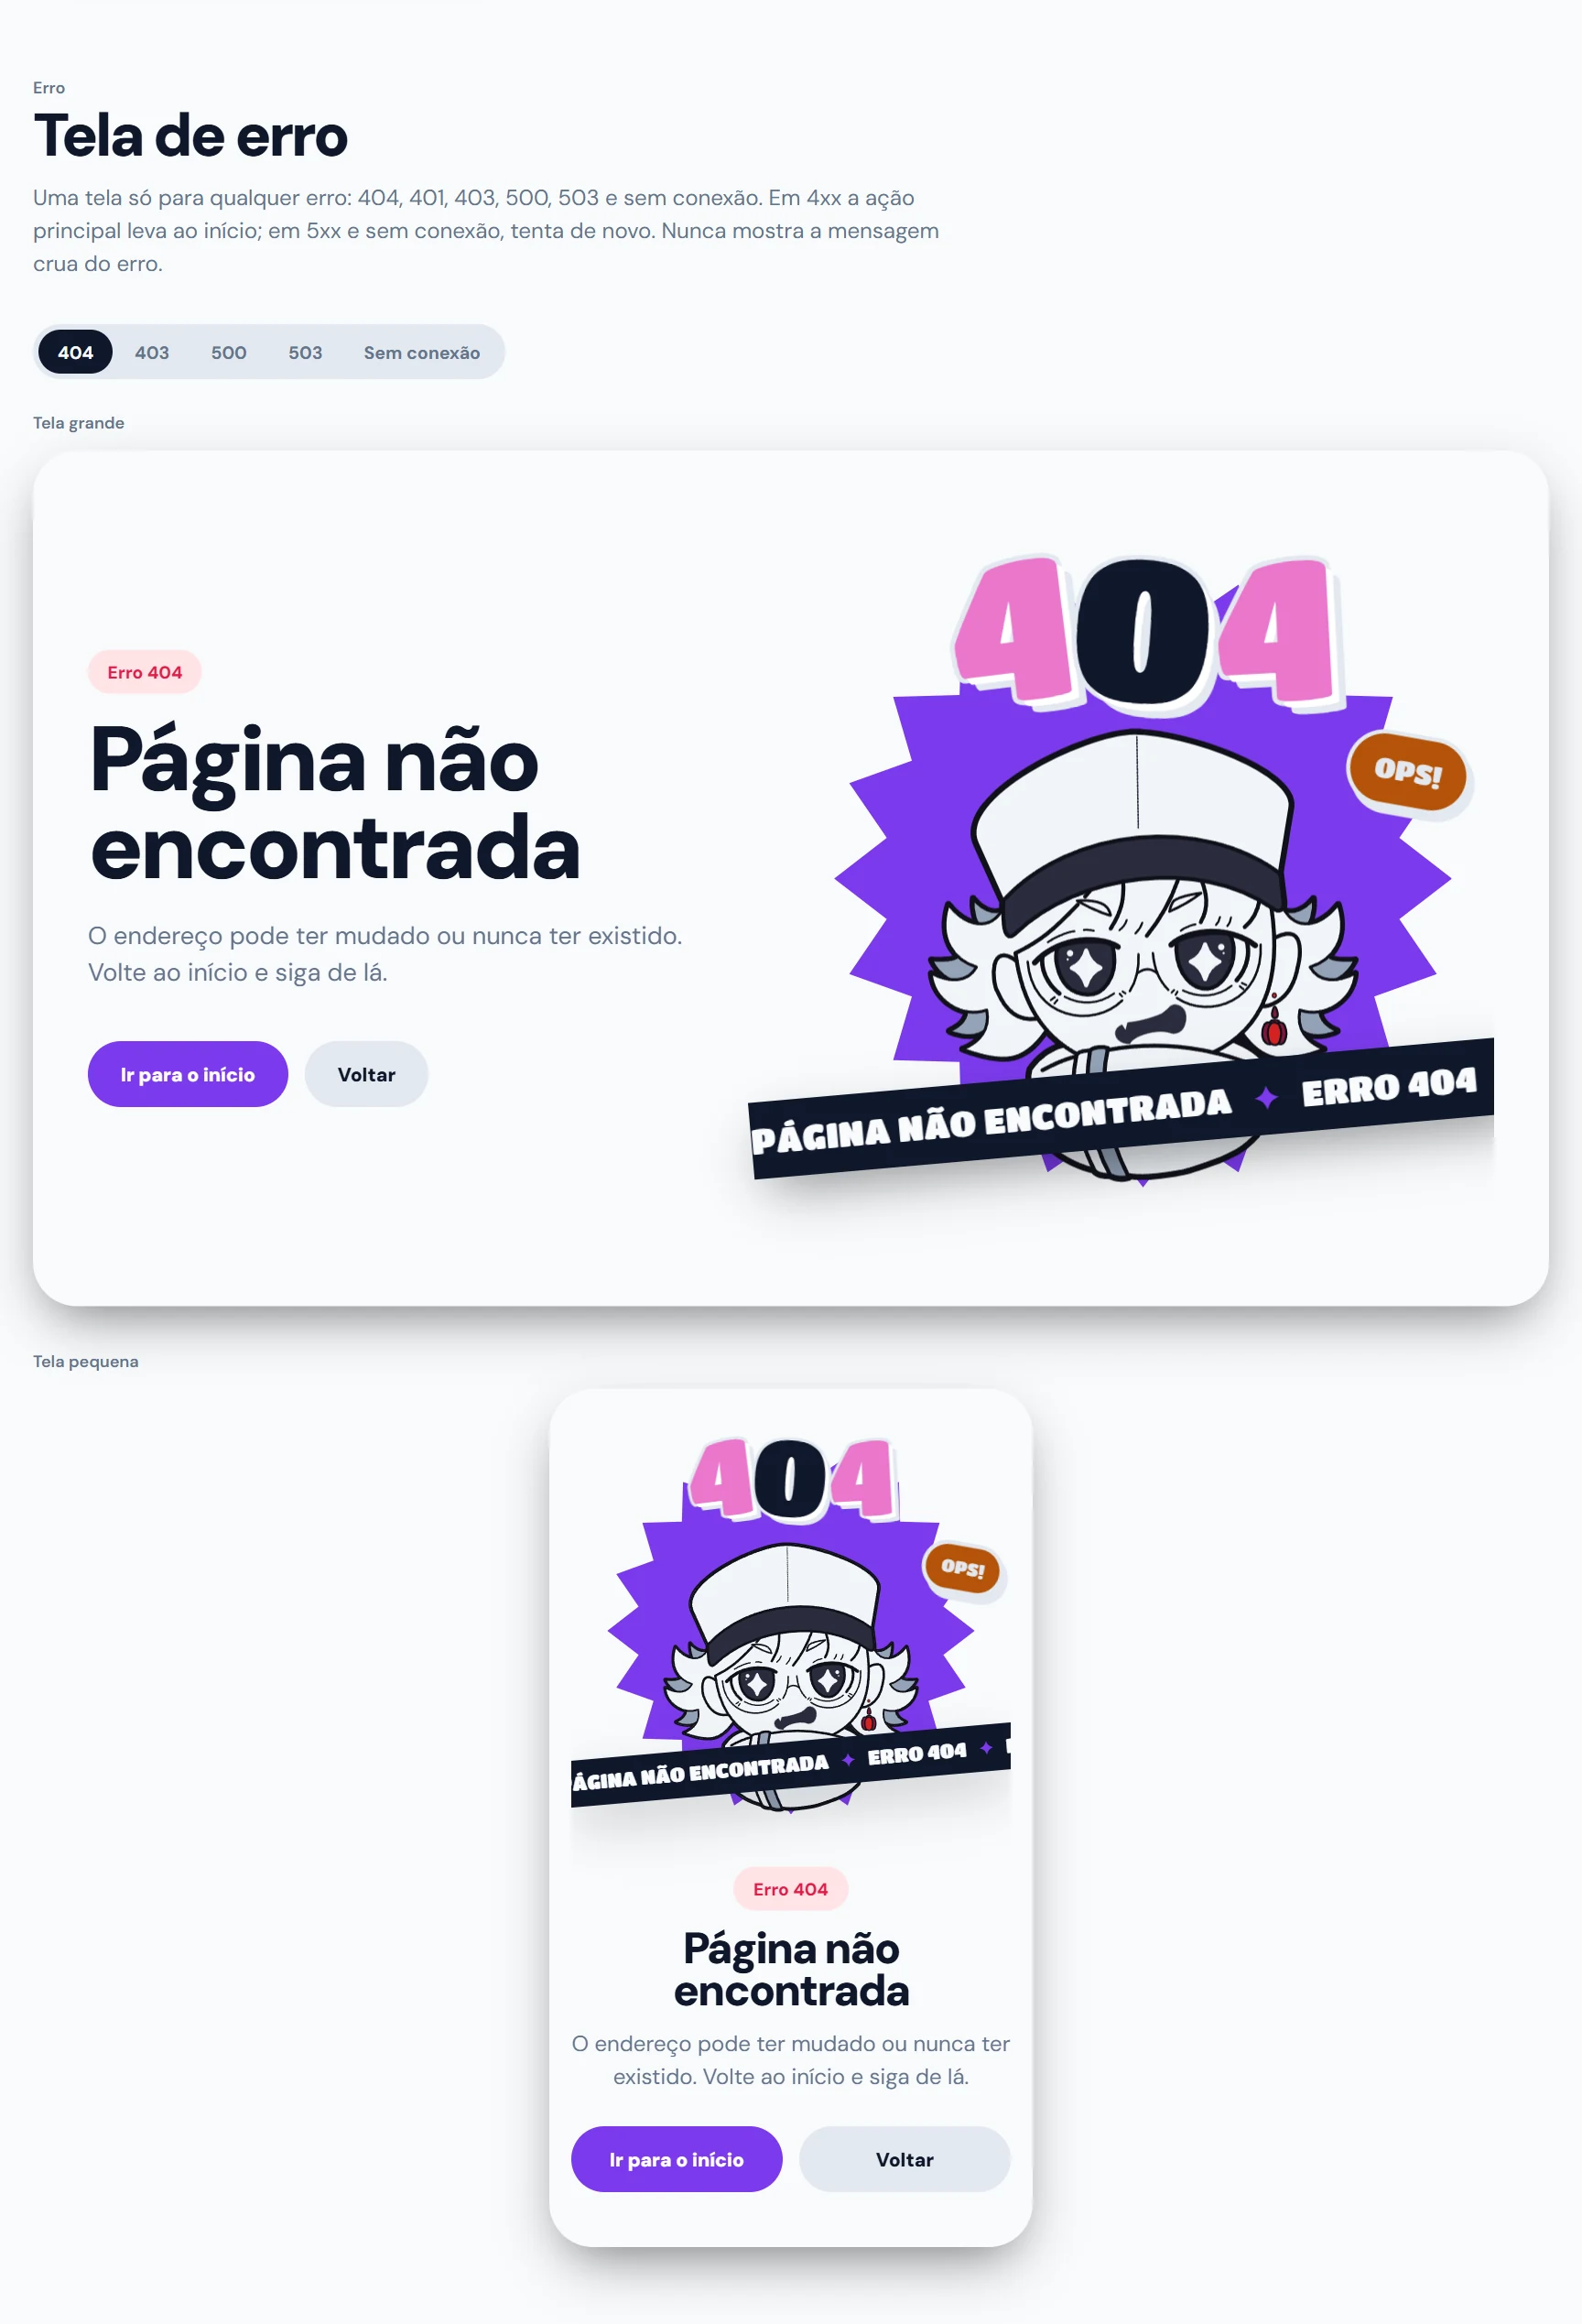 Erro
Tela de erro
Uma tela só para qualquer erro: 404, 401, 403, 500, 503 e sem conexão. Em 4xx a ação
principal leva ao início; em 5xx e sem conexão, tenta de novo. Nunca mostra a mensagem
crua do erro.
404 403 500 503 Sem conexão
Tela grande
404
OPS!
Erro 404
Página não
encontrada
O endereço pode ter mudado ou nunca ter existido.
Volte ao início e siga de lá.
Ir para o início Voltar
PÁGINA NÃO ENCONTRADA ✦ ERRO 404
Tela pequena
404
OPS!
PÁGINA NÃO ENCONTRADA ✦ ERRO 404 ✦
Erro 404
Página não
encontrada
O endereço pode ter mudado ou nunca ter
existido. Volte ao início e siga de lá.
Ir para o início Voltar